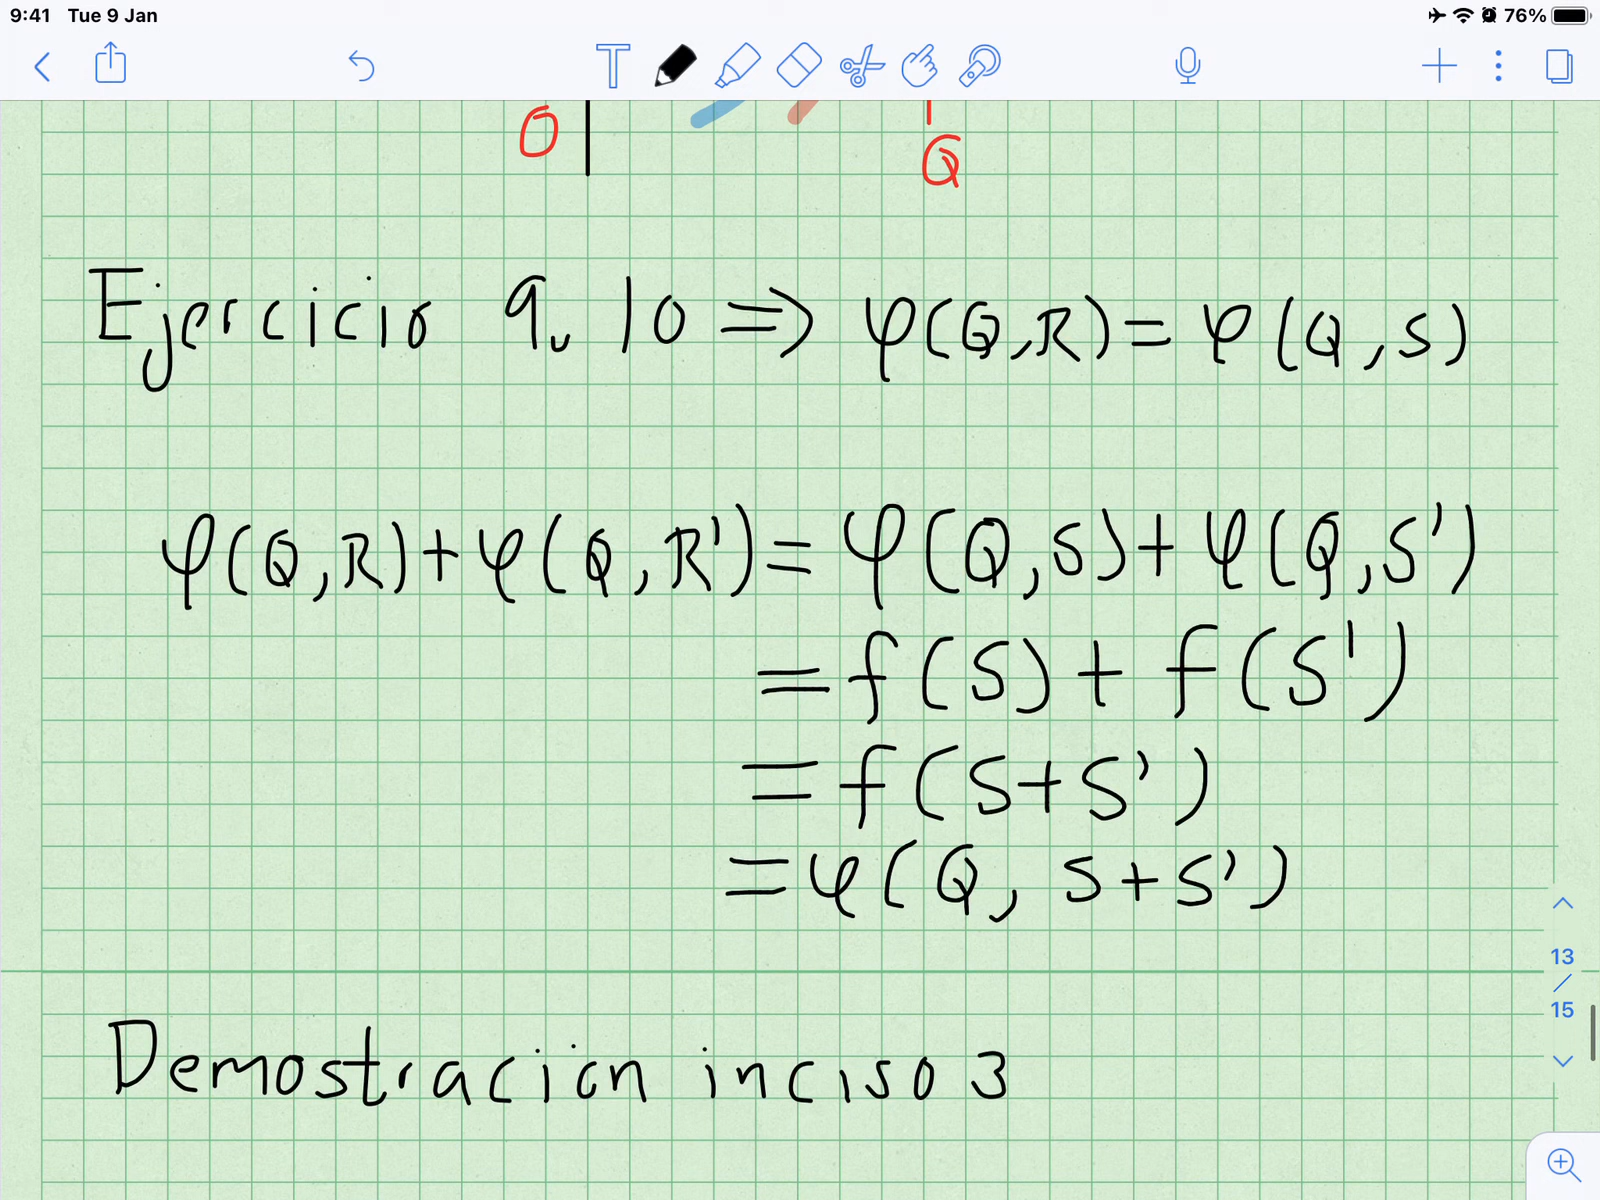 9:41 Tue 9 Jan 76%
T
O Q
Ejercicio 9.10 ⇒ φ(Q,R) = φ(Q,S)
φ(Q,R)+φ(Q,R')= φ(Q,S)+φ(Q,S')
=f(S)+f(S')
=f(S+S')
=φ(Q, S+S')
13
/
15
Demostracion inciso 3